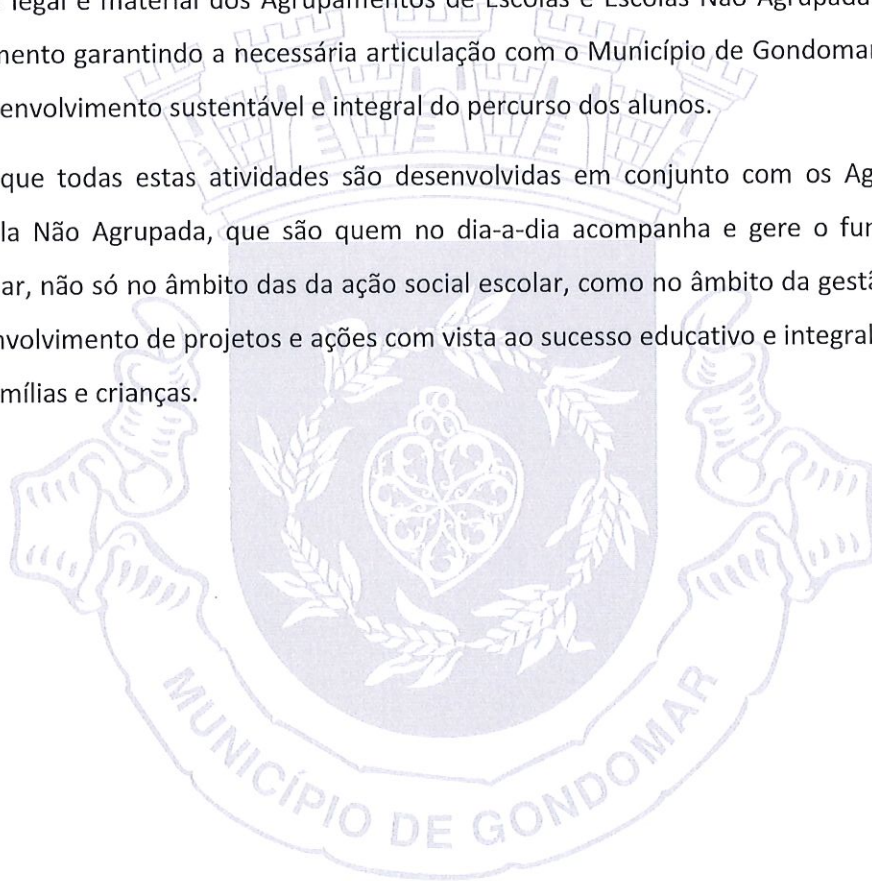 legal e material dos Agrupamentos de Escolas e Escolas Não Agrupada
mento garantindo a necessária articulação com o Município de Gondomar
envolvimento sustentável e integral do percurso dos alunos.
que todas estas atividades são desenvolvidas em conjunto com os Ag
la Não Agrupada, que são quem no dia-a-dia acompanha e gere o fun
ar, não só no âmbito das da ação social escolar, como no âmbito da gestã
nvolvimento de projetos e ações com vista ao sucesso educativo e integral
mílias e crianças.
MUNICÍPIO DE GONDOMAR